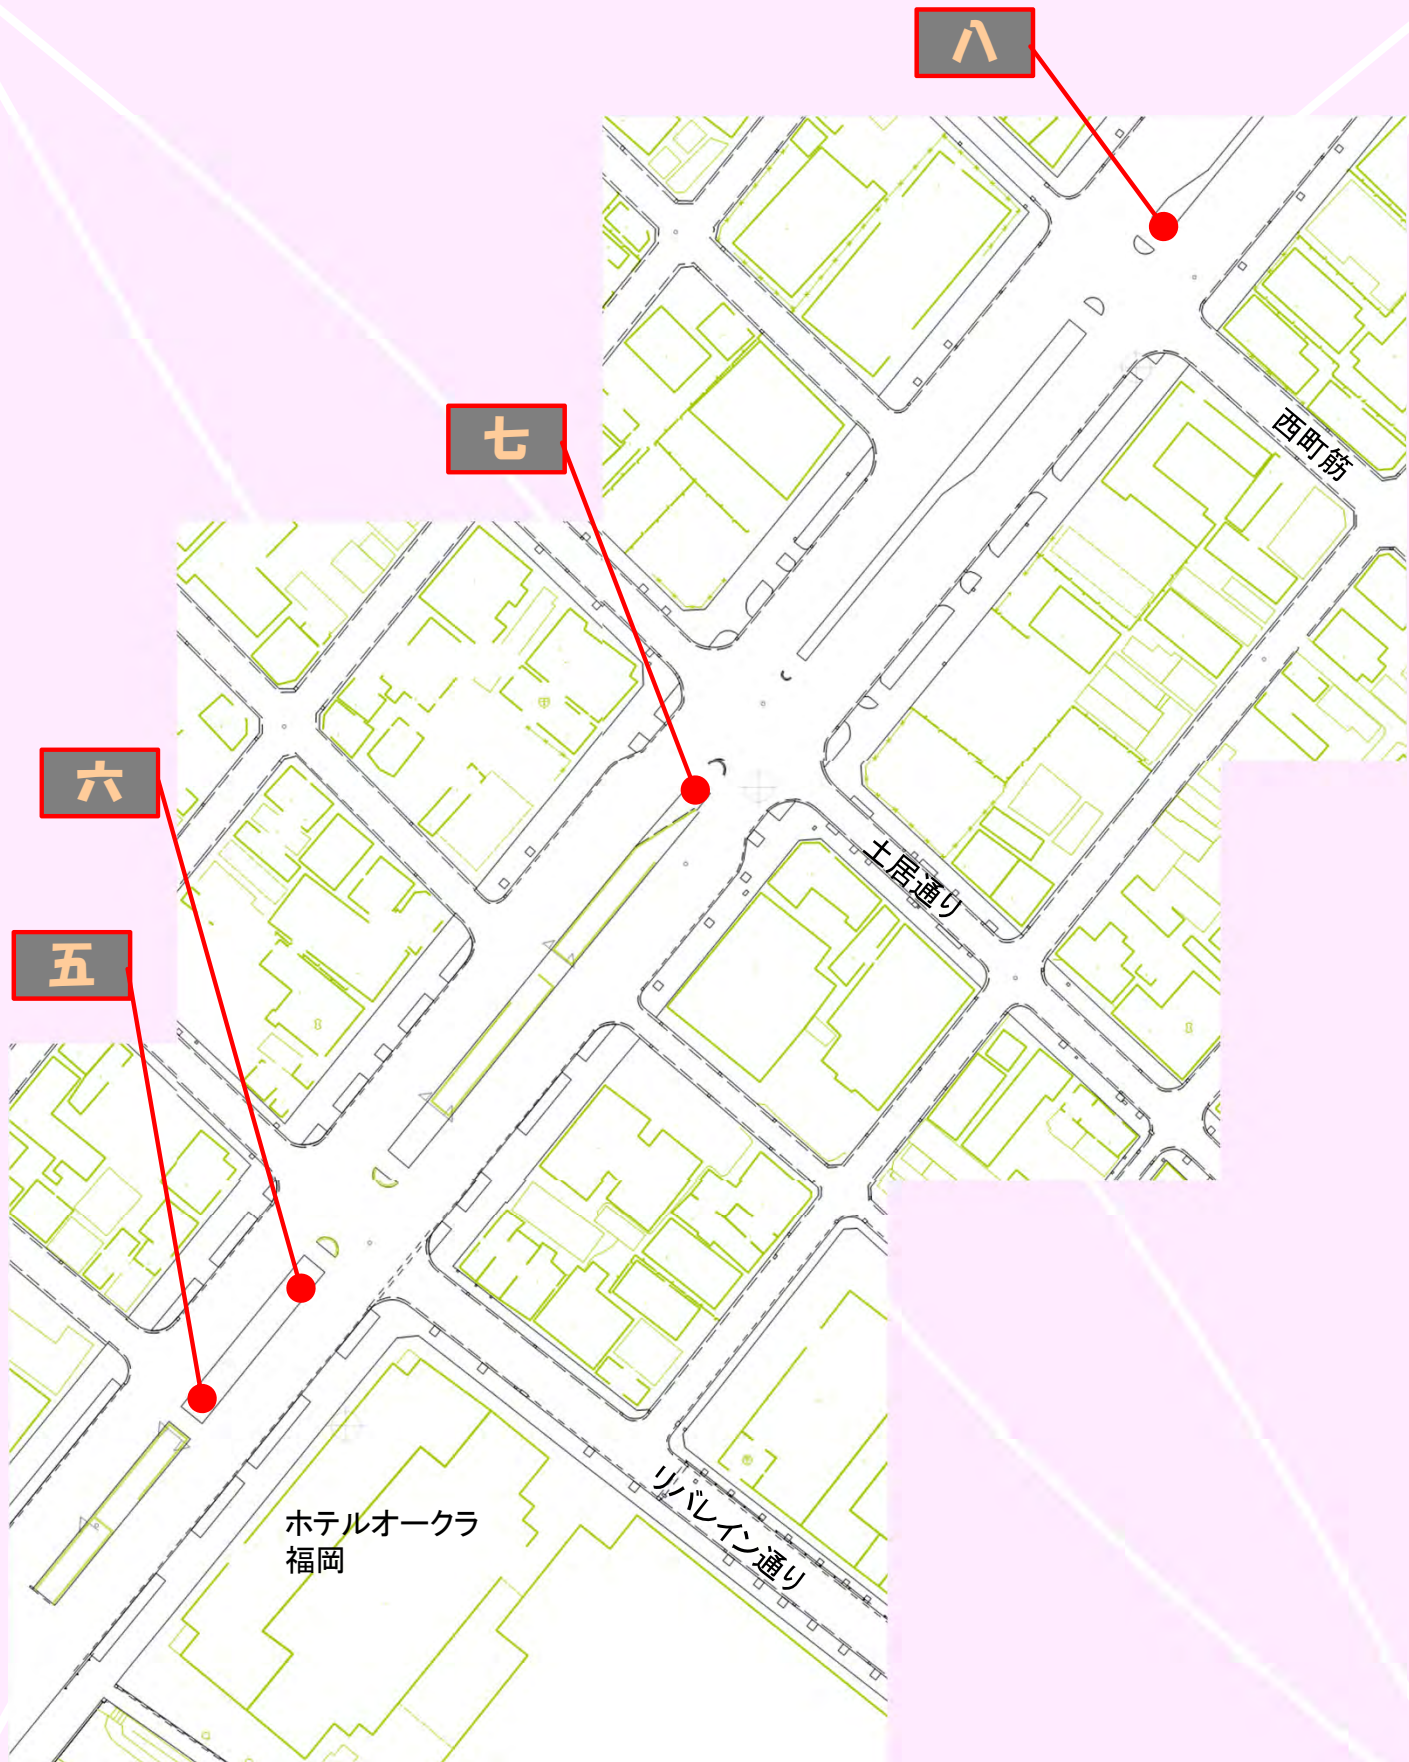 八
七
西町筋
六
土居通り
五
リバレイン通り
ホテルオークラ
福岡